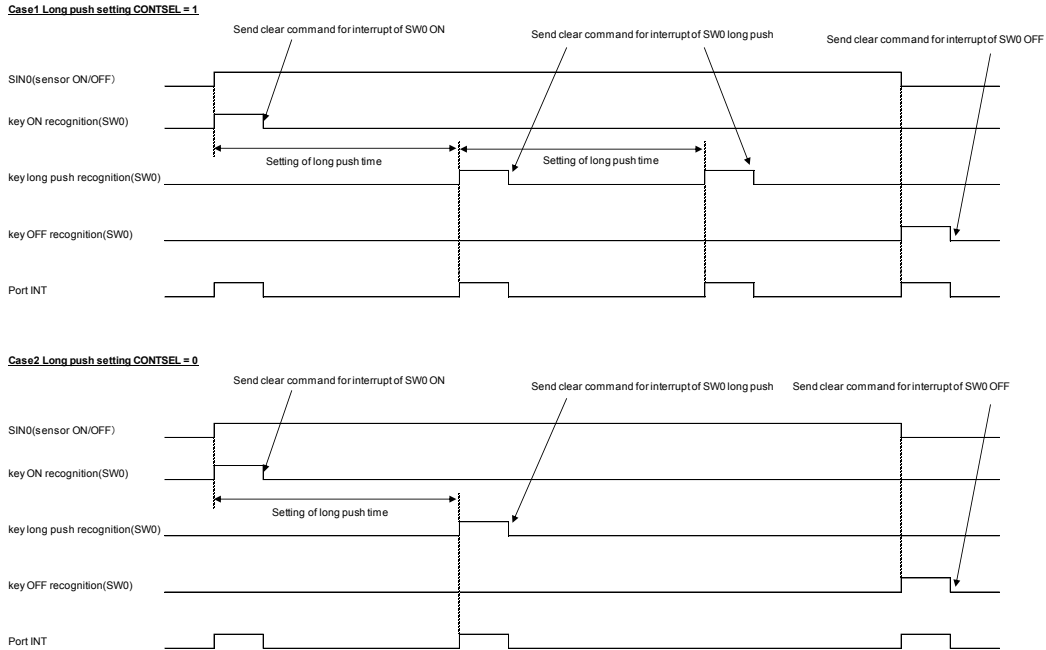 Case1 Long push setting CONTSEL = 1
Send clear command for interrupt of SW0 ON
Send clear command for interrupt of SW0 long push
Send clear command for interrupt of SW0 OFF
SIN0(sensor ON/OFF)
key ON recognition(SW0)
Setting of long push time
Setting of long push time
key long push recognition(SW0)
key OFF recognition(SW0)
Port INT
Case2 Long push setting CONTSEL = 0
Send clear command for interrupt of SW0 ON
Send clear command for interrupt of SW0 long push
Send clear command for interrupt of SW0 OFF
SIN0(sensor ON/OFF)
key ON recognition(SW0)
Setting of long push time
key long push recognition(SW0)
key OFF recognition(SW0)
Port INT